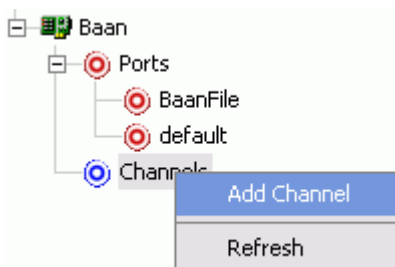 Baan
Ports
BaanFile
default
Channels
Add Channel
Refresh